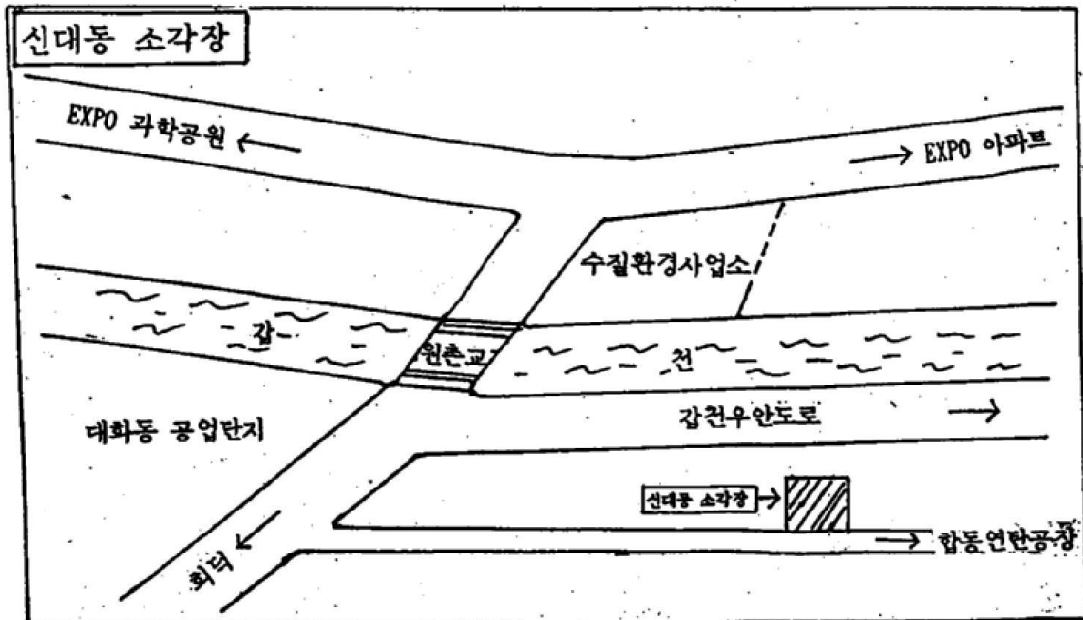 신대동 소각장
EXPO 과학공원
EXPO 아파트
수질환경사업소
갑
원촌교
천
갑천우안도로
대화동 공업단지
신대동 소각장
합동연탄공장
회덕